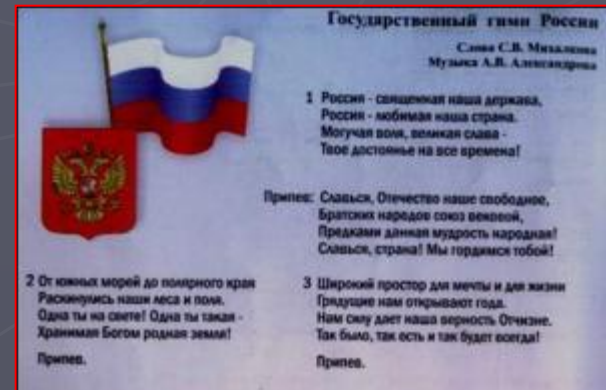 Государственный гимн России
Слова С.В. Михалкова
Музыка А.В. Александрова
1 Россия - священная наша держава,
Россия - любимая наша страна.
Могучая воля, великая слава -
Твое достоянье на все времена!
Припев: Славься, Отечество наше свободное,
Братских народов союз вековой,
Предками данная мудрость народная!
Славься, страна! Мы гордимся тобой!
2 От южных морей до полярного края
Раскинулись наши леса и поля.
Одна ты на свете! Одна ты такая -
Хранимая Богом родная земля!
Припев.
3 Широкий простор для мечты и для жизни
Грядущие нам открывают года.
Нам силу дает наша верность Отчизне.
Так было, так есть и так будет всегда!
Припев.